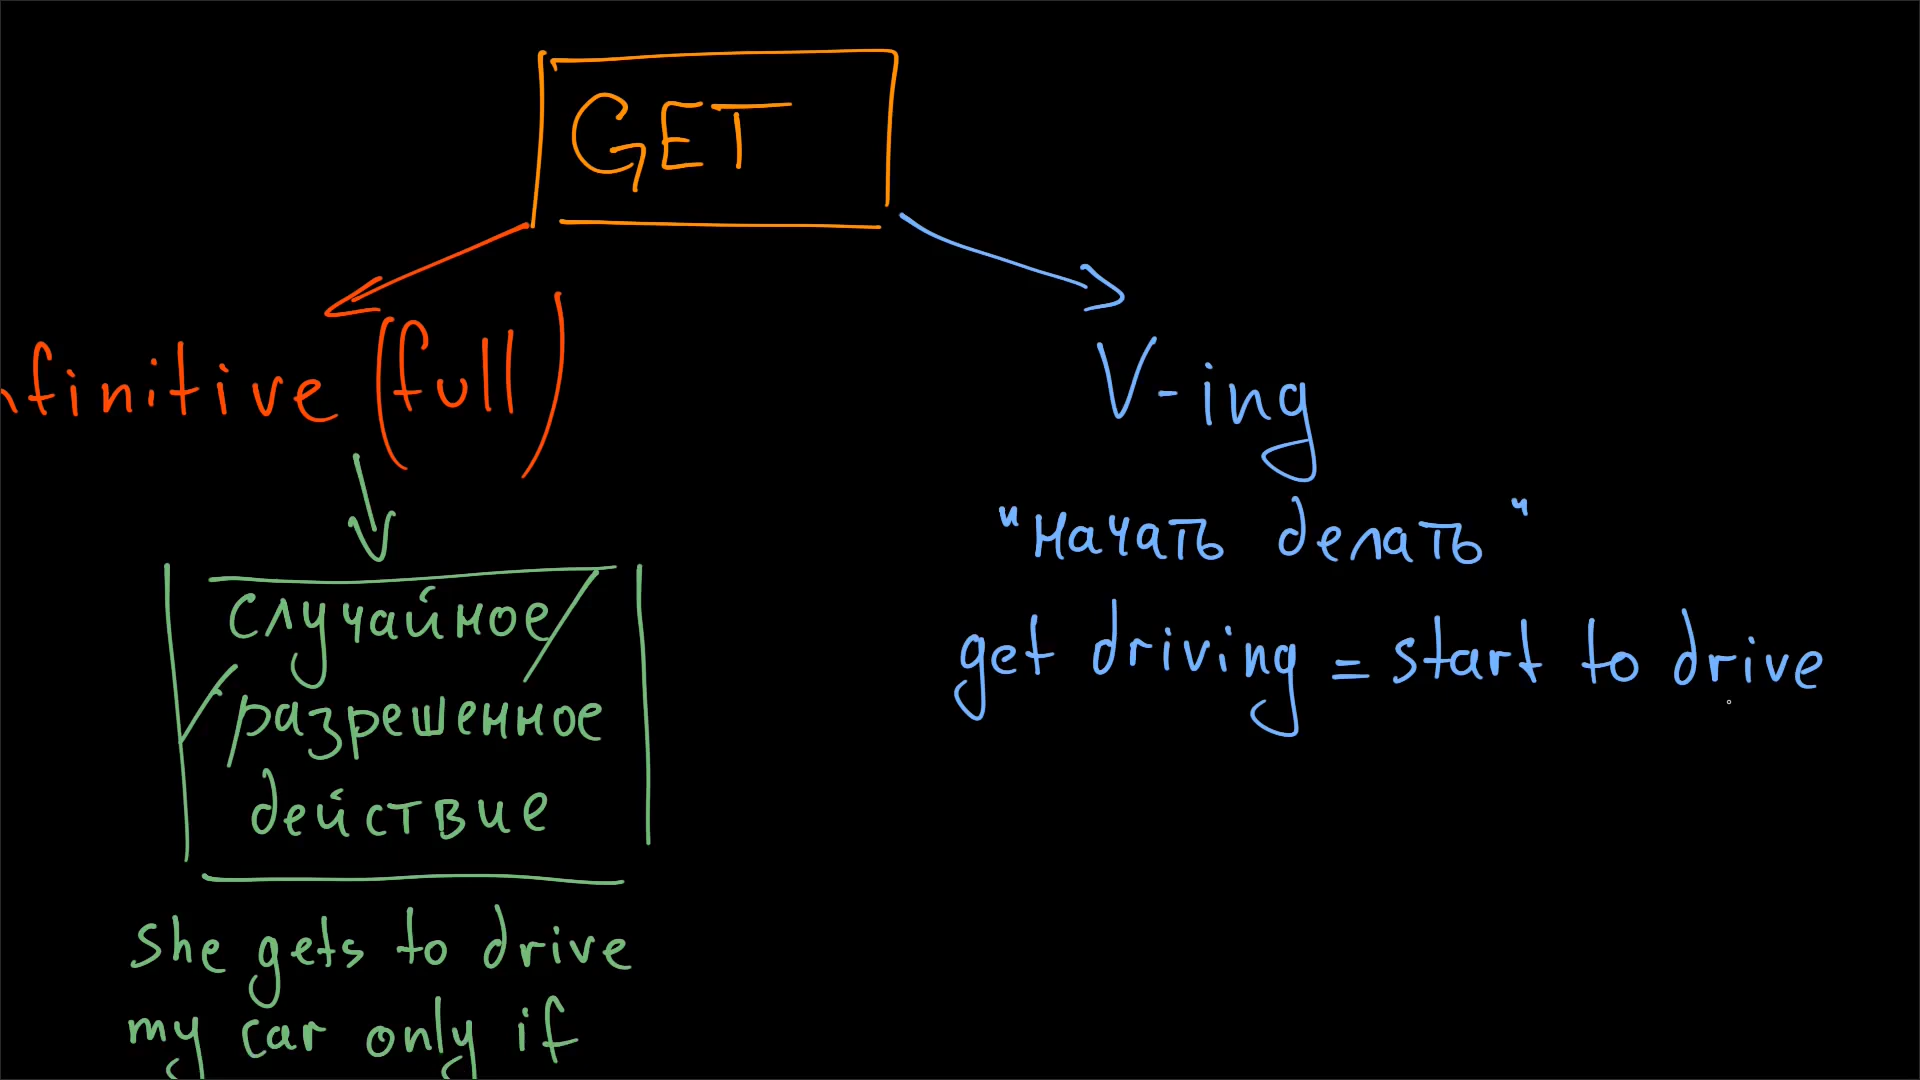 GET
nfinitive (full)
V-ing
"начать делать"
get driving = start to drive
случайное
разрешенное
действие
She gets to drive
my car only if